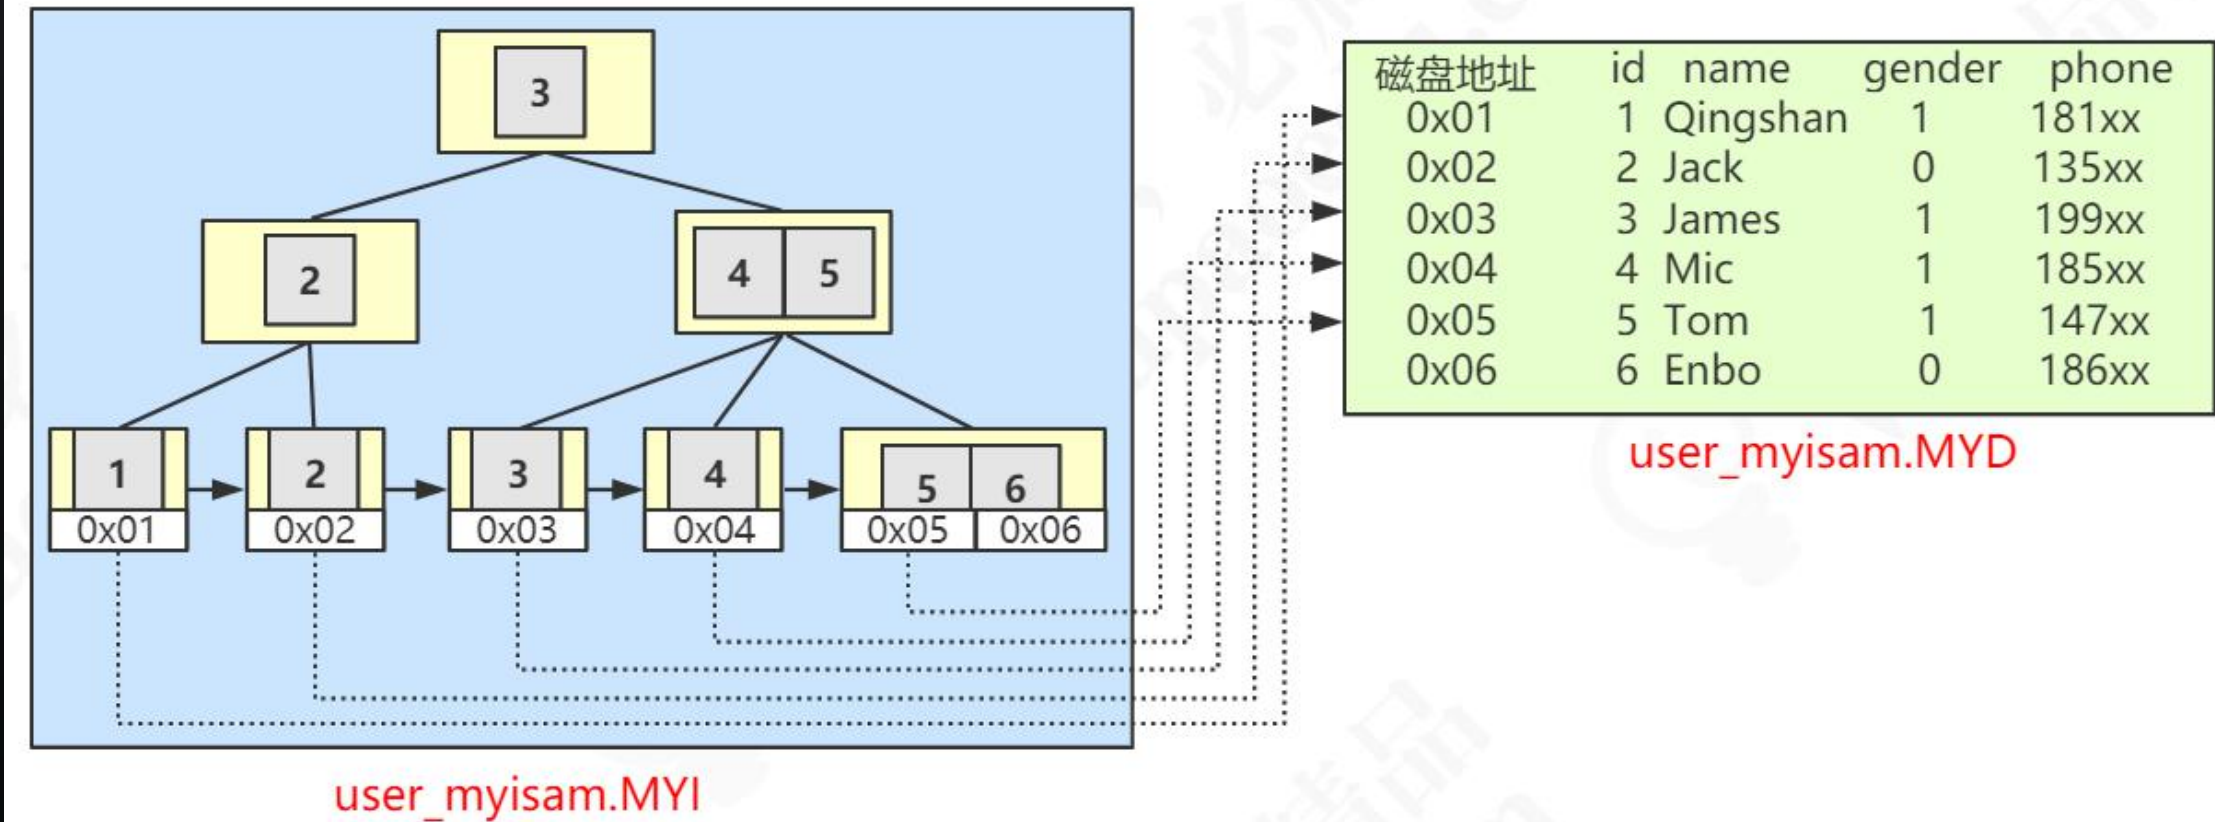 3
2
4 5
1 2 3 4 5 6
0x01 0x02 0x03 0x04 0x05 0x06
user_myisam.MYI
磁盘地址 id name gender phone
0x01 1 Qingshan 1 181xx
0x02 2 Jack 0 135xx
0x03 3 James 1 199xx
0x04 4 Mic 1 185xx
0x05 5 Tom 1 147xx
0x06 6 Enbo 0 186xx
user_myisam.MYD